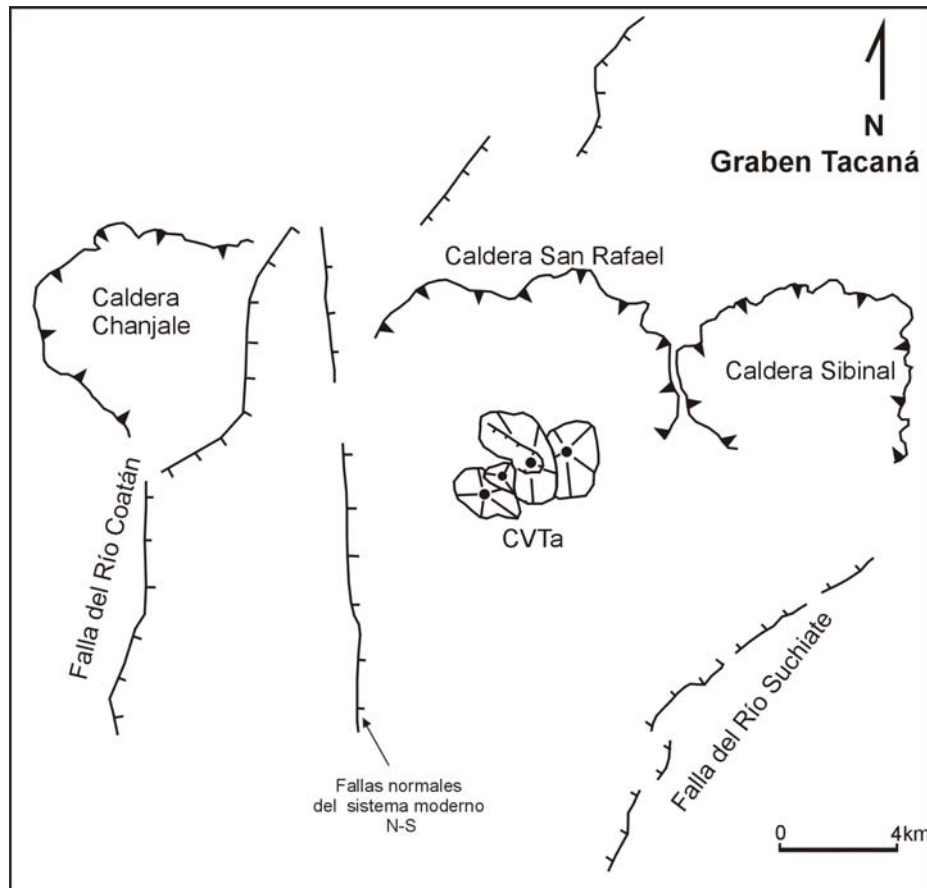 N
Graben Tacaná
Caldera San Rafael
Caldera
Chanjale
Caldera Sibinal
CVTa
Falla del Río Coatán
Falla del Río Suchiate
Fallas normales
del sistema moderno
N-S
0 4km